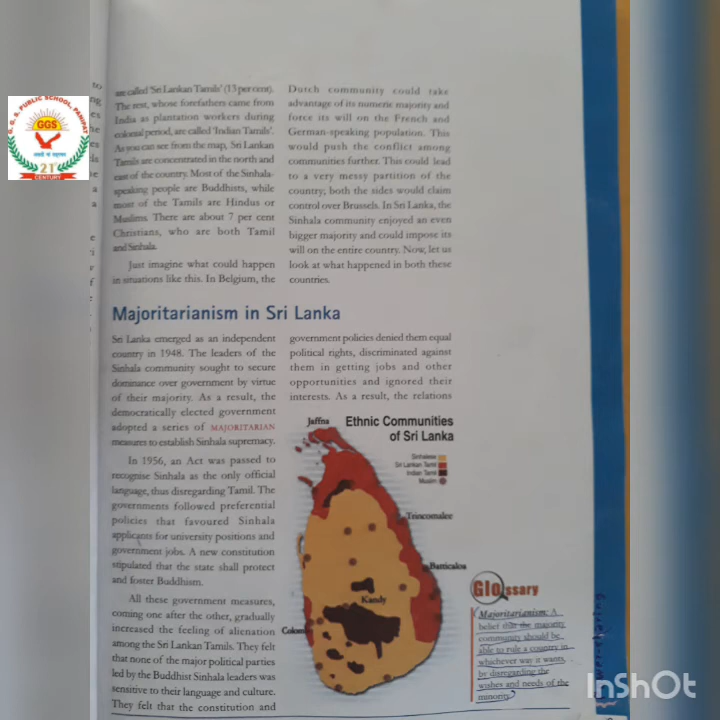 G. G. S. PUBLIC SCHOOL, PANIPAT
GGS
21st
CENTURY
are called 'Sri Lankan Tamils' (13 per cent).
The rest, whose forefathers came from
India as plantation workers during
colonial period, are called 'Indian Tamils'.
As you can see from the map, Sri Lankan
Tamils are concentrated in the north and
east of the country. Most of the Sinhala-
speaking people are Buddhists, while
most of the Tamils are Hindus or
Muslims. There are about 7 per cent
Christians, who are both Tamil
and Sinhala.
Just imagine what could happen
in situations like this. In Belgium, the
Dutch community could take
advantage of its numeric majority and
force its will on the French and
German-speaking population. This
would push the conflict among
communities further. This could lead
to a very messy partition of the
country; both the sides would claim
control over Brussels. In Sri Lanka, the
Sinhala community enjoyed an even
bigger majority and could impose its
will on the entire country. Now, let us
look at what happened in both these
countries.
Majoritarianism in Sri Lanka
Sri Lanka emerged as an independent
country in 1948. The leaders of the
Sinhala community sought to secure
dominance over government by virtue
of their majority. As a result, the
democratically elected government
adopted a series of MAJORITARIAN
measures to establish Sinhala supremacy.
In 1956, an Act was passed to
recognise Sinhala as the only official
language, thus disregarding Tamil. The
governments followed preferential
policies that favoured Sinhala
applicants for university positions and
government jobs. A new constitution
stipulated that the state shall protect
and foster Buddhism.
All these government measures,
coming one after the other, gradually
increased the feeling of alienation
among the Sri Lankan Tamils. They felt
that none of the major political parties
led by the Buddhist Sinhala leaders was
sensitive to their language and culture.
They felt that the constitution and
government policies denied them equal
political rights, discriminated against
them in getting jobs and other
opportunities and ignored their
interests. As a result, the relations
Ethnic Communities
of Sri Lanka
Sinhalese
Sri Lankan Tamil
Indian Tamil
Muslim
Jaffna
Trincomalee
Batticaloa
Kandy
Colombo
Glossary
Majoritarianism: A
belief that the majority
community should be
able to rule a country in
whichever way it wants,
by disregarding the
wishes and needs of the
minority.
InShOt